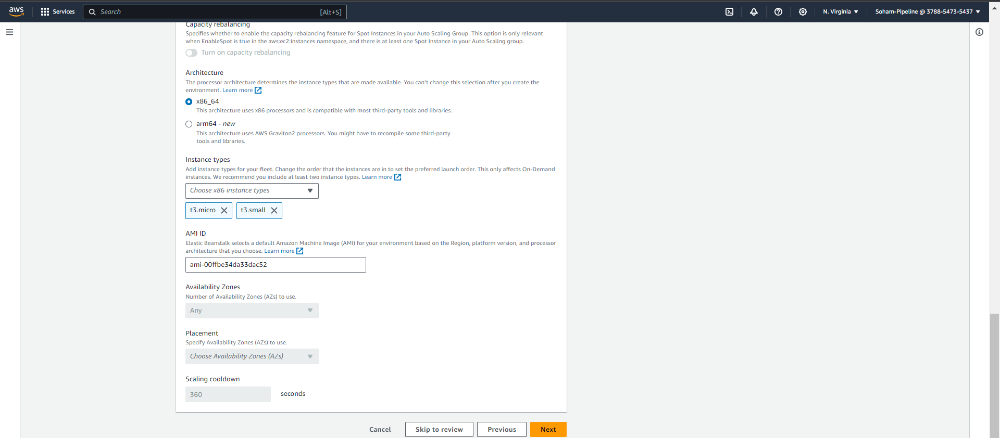 aws
Services
Search
[Alt+S]
N. Virginia
Soham-Pipeline @ 3788-5473-5437
Capacity rebalancing
Specifies whether to enable the capacity rebalancing feature for Spot Instances in your Auto Scaling Group. This option is only relevant
when EnableSpot is true in the aws:ec2:instances namespace, and there is at least one Spot Instance in your Auto Scaling group.
Turn on capacity rebalancing
Architecture
The processor architecture determines the instance types that are made available. You can't change this selection after you create the
environment. Learn more
x86_64
This architecture uses x86 processors and is compatible with most third-party tools and libraries.
arm64 - new
This architecture uses AWS Graviton2 processors. You might have to recompile some third-party
tools and libraries.
Instance types
Add instance types for your fleet. Change the order that the instances are in to set the preferred launch order. This only affects On-Demand
instances. We recommend you include at least two instance types. Learn more
Choose x86 instance types
t3.micro
t3.small
AMI ID
Elastic Beanstalk selects a default Amazon Machine Image (AMI) for your environment based on the Region, platform version, and processor
architecture that you choose. Learn more
ami-00ffbe34da33dac52
Availability Zones
Number of Availability Zones (AZs) to use.
Any
Placement
Specify Availability Zones (AZs) to use.
Choose Availability Zones (AZs)
Scaling cooldown
360
seconds
Cancel
Skip to review
Previous
Next